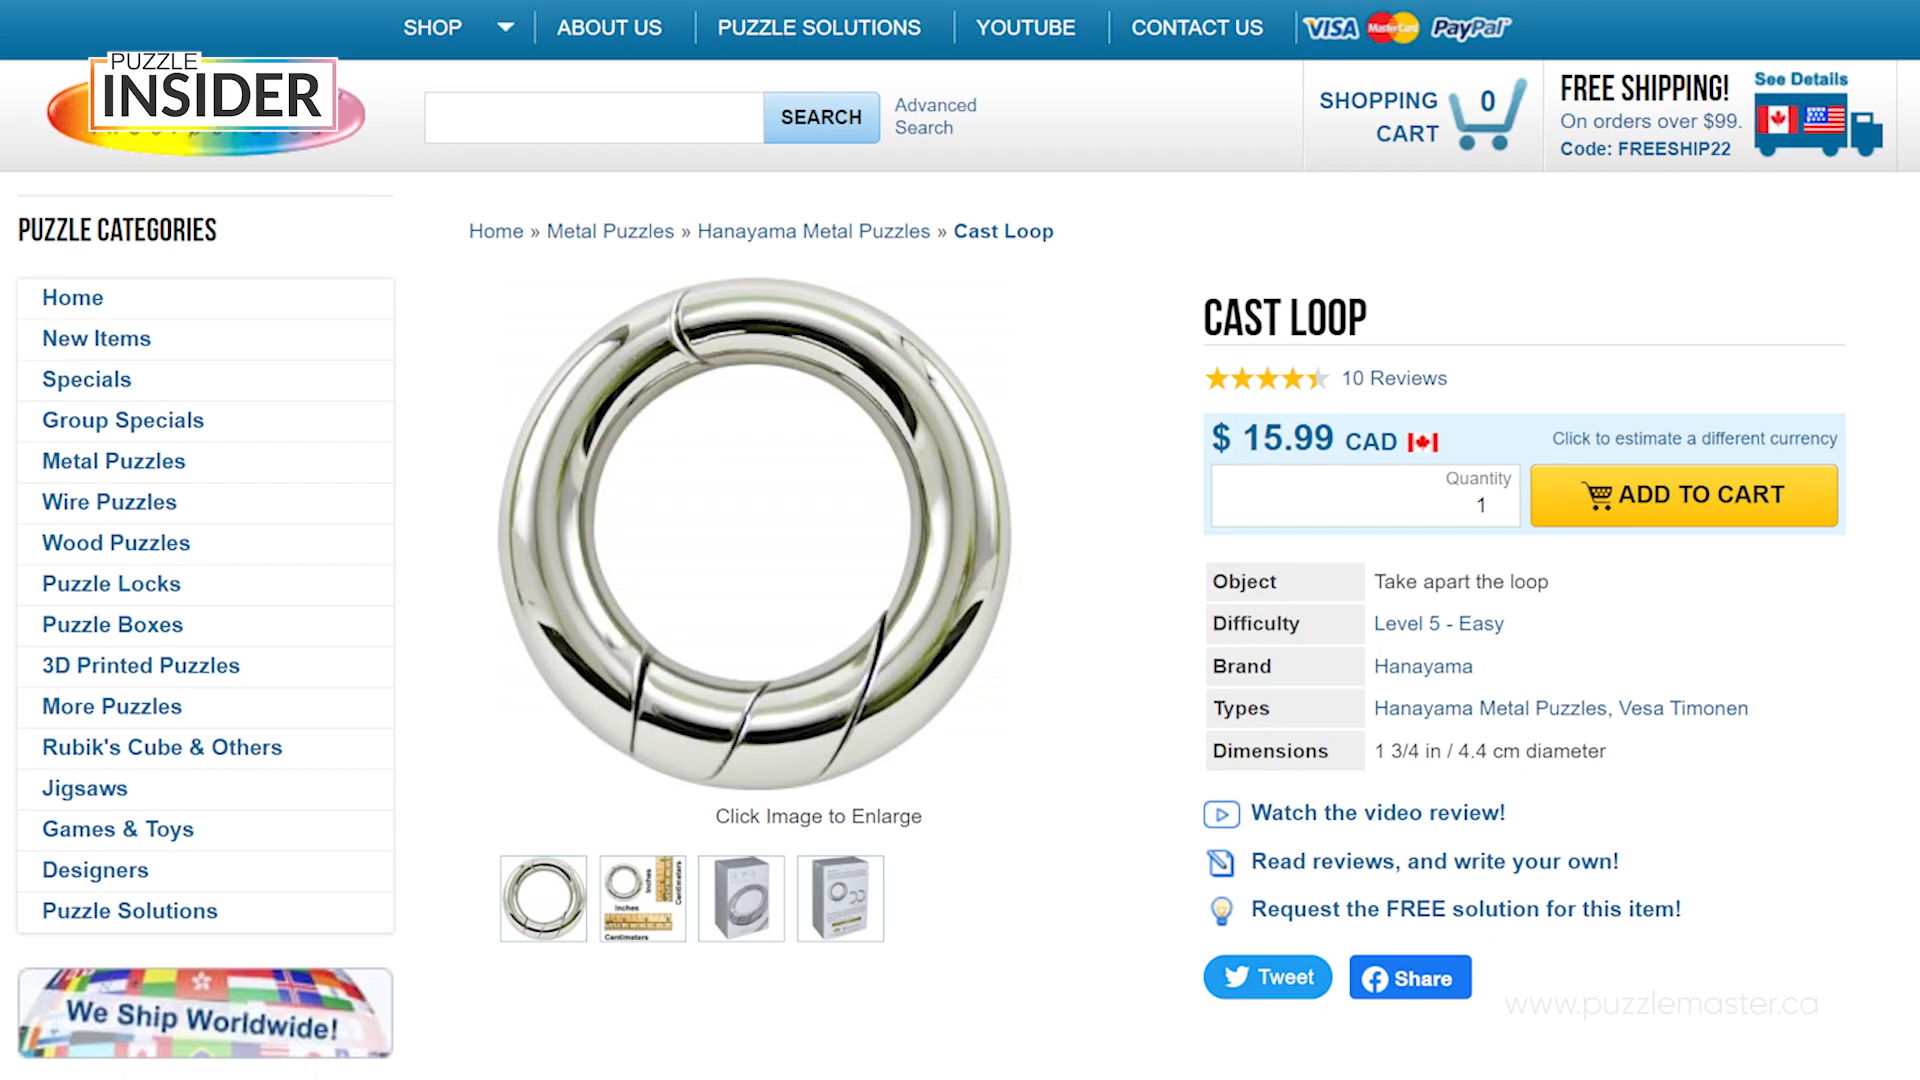 SHOP
ABOUT US
PUZZLE SOLUTIONS
YOUTUBE
CONTACT US
VISA
MasterCard
PayPal
PUZZLE
INSIDER
SEARCH
Advanced
Search
SHOPPING
CART
0
FREE SHIPPING!
On orders over $99.
Code: FREESHIP22
See Details
PUZZLE CATEGORIES
Home
New Items
Specials
Group Specials
Metal Puzzles
Wire Puzzles
Wood Puzzles
Puzzle Locks
Puzzle Boxes
3D Printed Puzzles
More Puzzles
Rubik's Cube & Others
Jigsaws
Games & Toys
Designers
Puzzle Solutions
We Ship Worldwide!
Home » Metal Puzzles » Hanayama Metal Puzzles » Cast Loop
Click Image to Enlarge
Inches
Centimeters
Inches
Centimeters
CAST LOOP
10 Reviews
$ 15.99 CAD
Click to estimate a different currency
Quantity
1
ADD TO CART
Object Take apart the loop
Difficulty Level 5 - Easy
Brand Hanayama
Types Hanayama Metal Puzzles, Vesa Timonen
Dimensions 1 3/4 in / 4.4 cm diameter
Watch the video review!
Read reviews, and write your own!
Request the FREE solution for this item!
Tweet
Share
www.puzzlemaster.ca